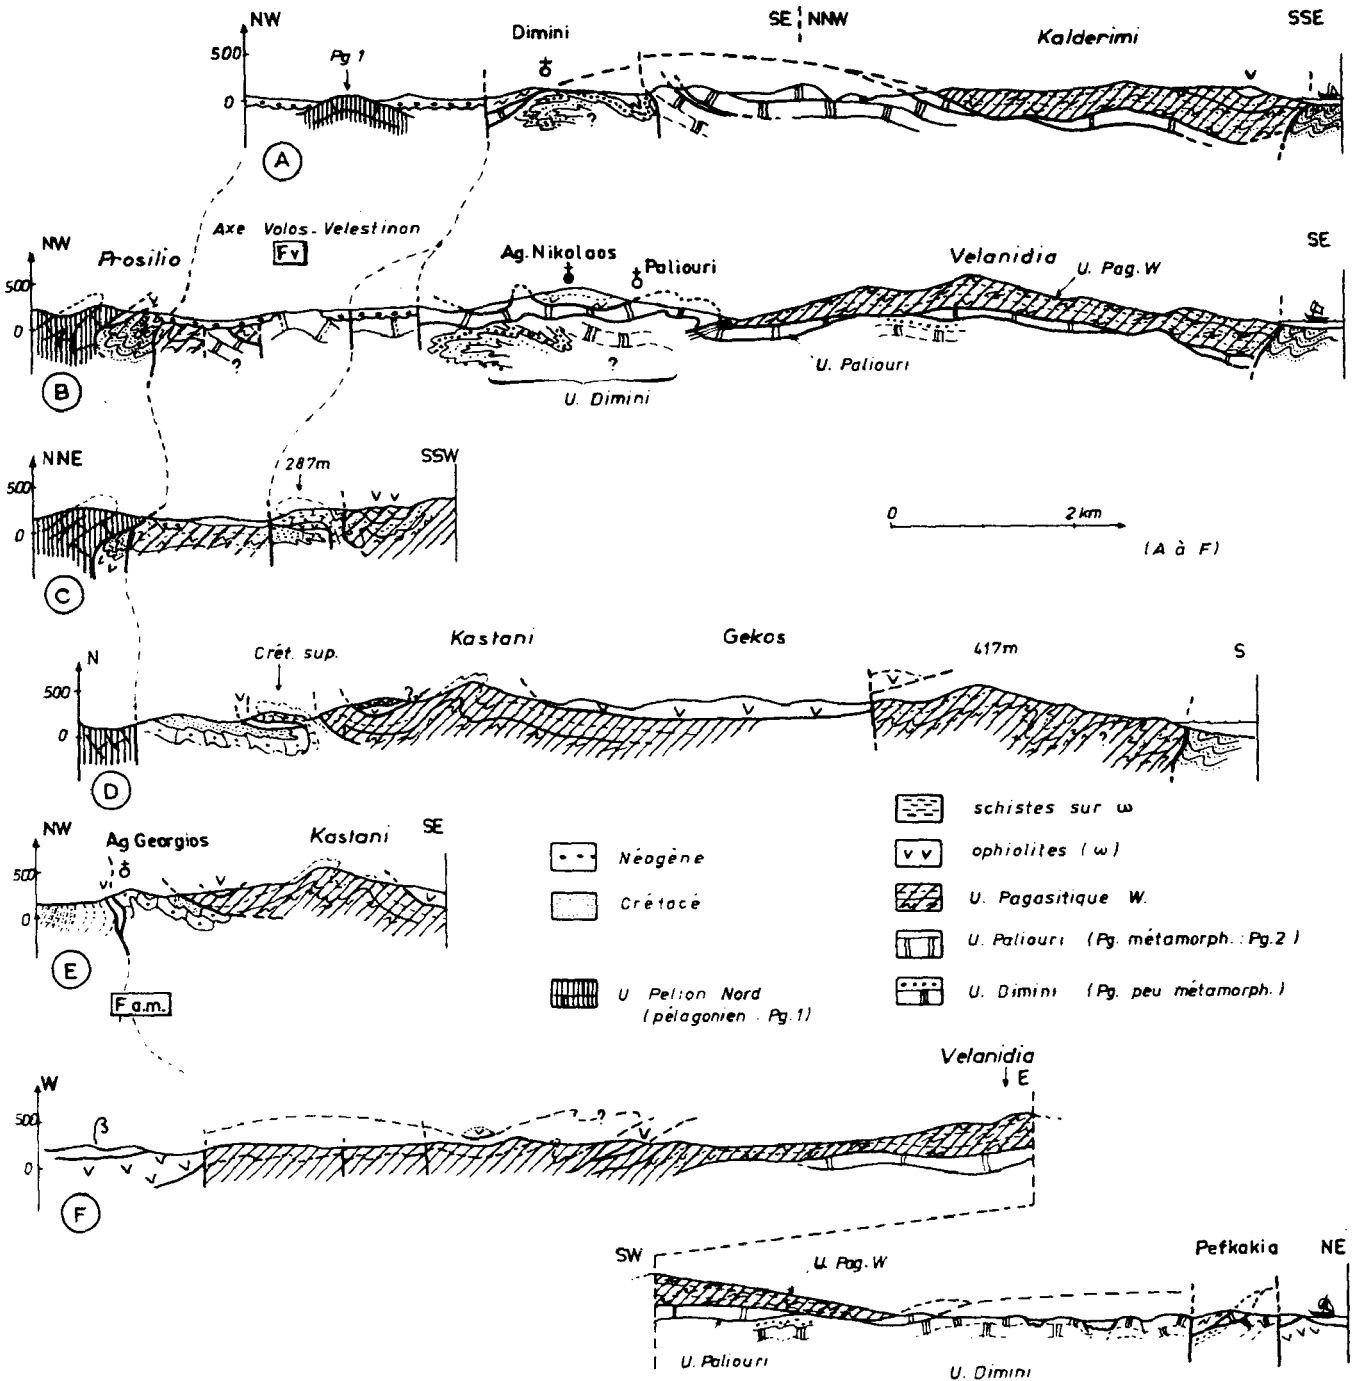 NW
Dimini
SE
NNW
SSE
Kalderimi
Pg 1
500
0
A
Axe Volos-Velestinon
Fv
NW
Prosilio
Ag. Nikolaos
Paliouri
Velanidia
U. Pag. W
SE
500
0
?
?
U. Paliouri
U. Dimini
B
NNE
287m
SSW
500
0
C
0
2 km
(A à F)
N
Crét. sup.
Kastani
Gekos
417m
S
500
0
?
D
NW
Ag Georgios
Kastani
SE
500
0
E
F a.m.
Néogène
Crétacé
U Pelion Nord
(pélagonien . Pg.1)
schistes sur ω
ophiolites (ω)
U. Pagasitique W.
U. Paliouri (Pg. métamorph. : Pg.2)
U. Dimini (Pg. peu métamorph.)
W
Velanidia
E
β
500
0
? - ?
F
SW
U. Pag. W
Pefkakia
NE
U. Paliouri
U. Dimini